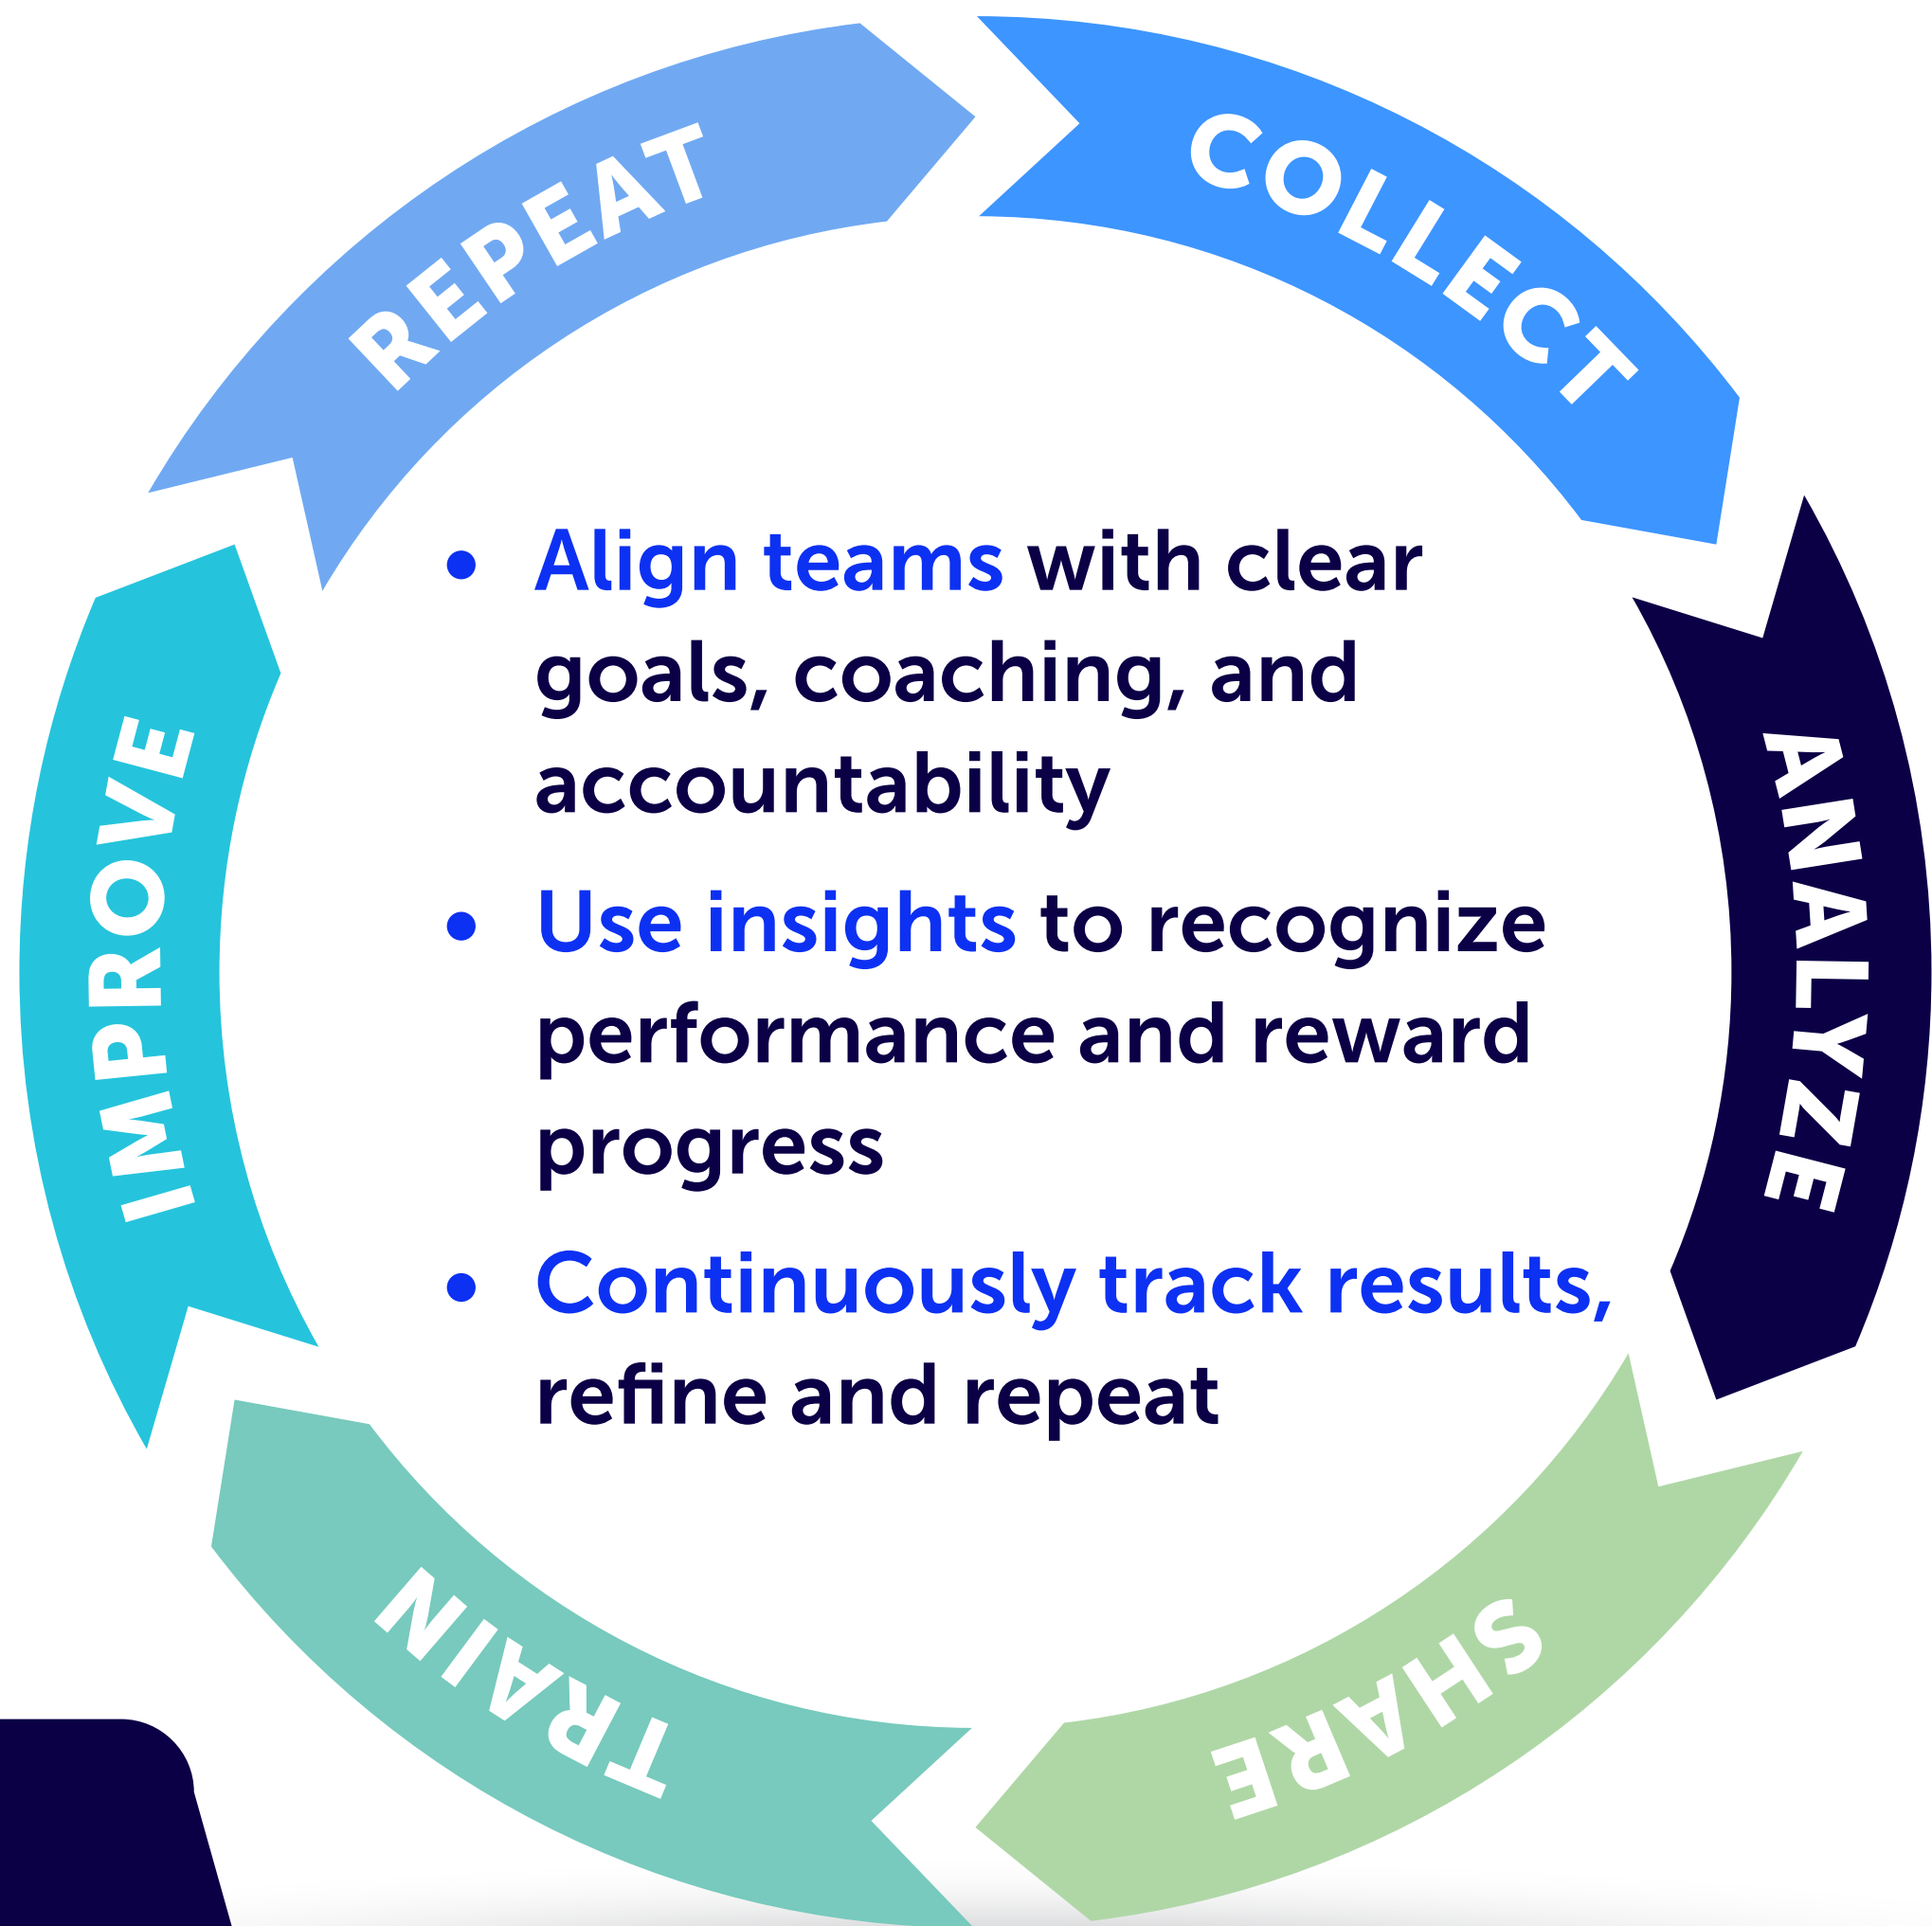 REPEAT
COLLECT
ANALYZE
SHARE
TRAIN
IMPROVE
• Align teams with clear
goals, coaching, and
accountability
• Use insights to recognize
performance and reward
progress
• Continuously track results,
refine and repeat